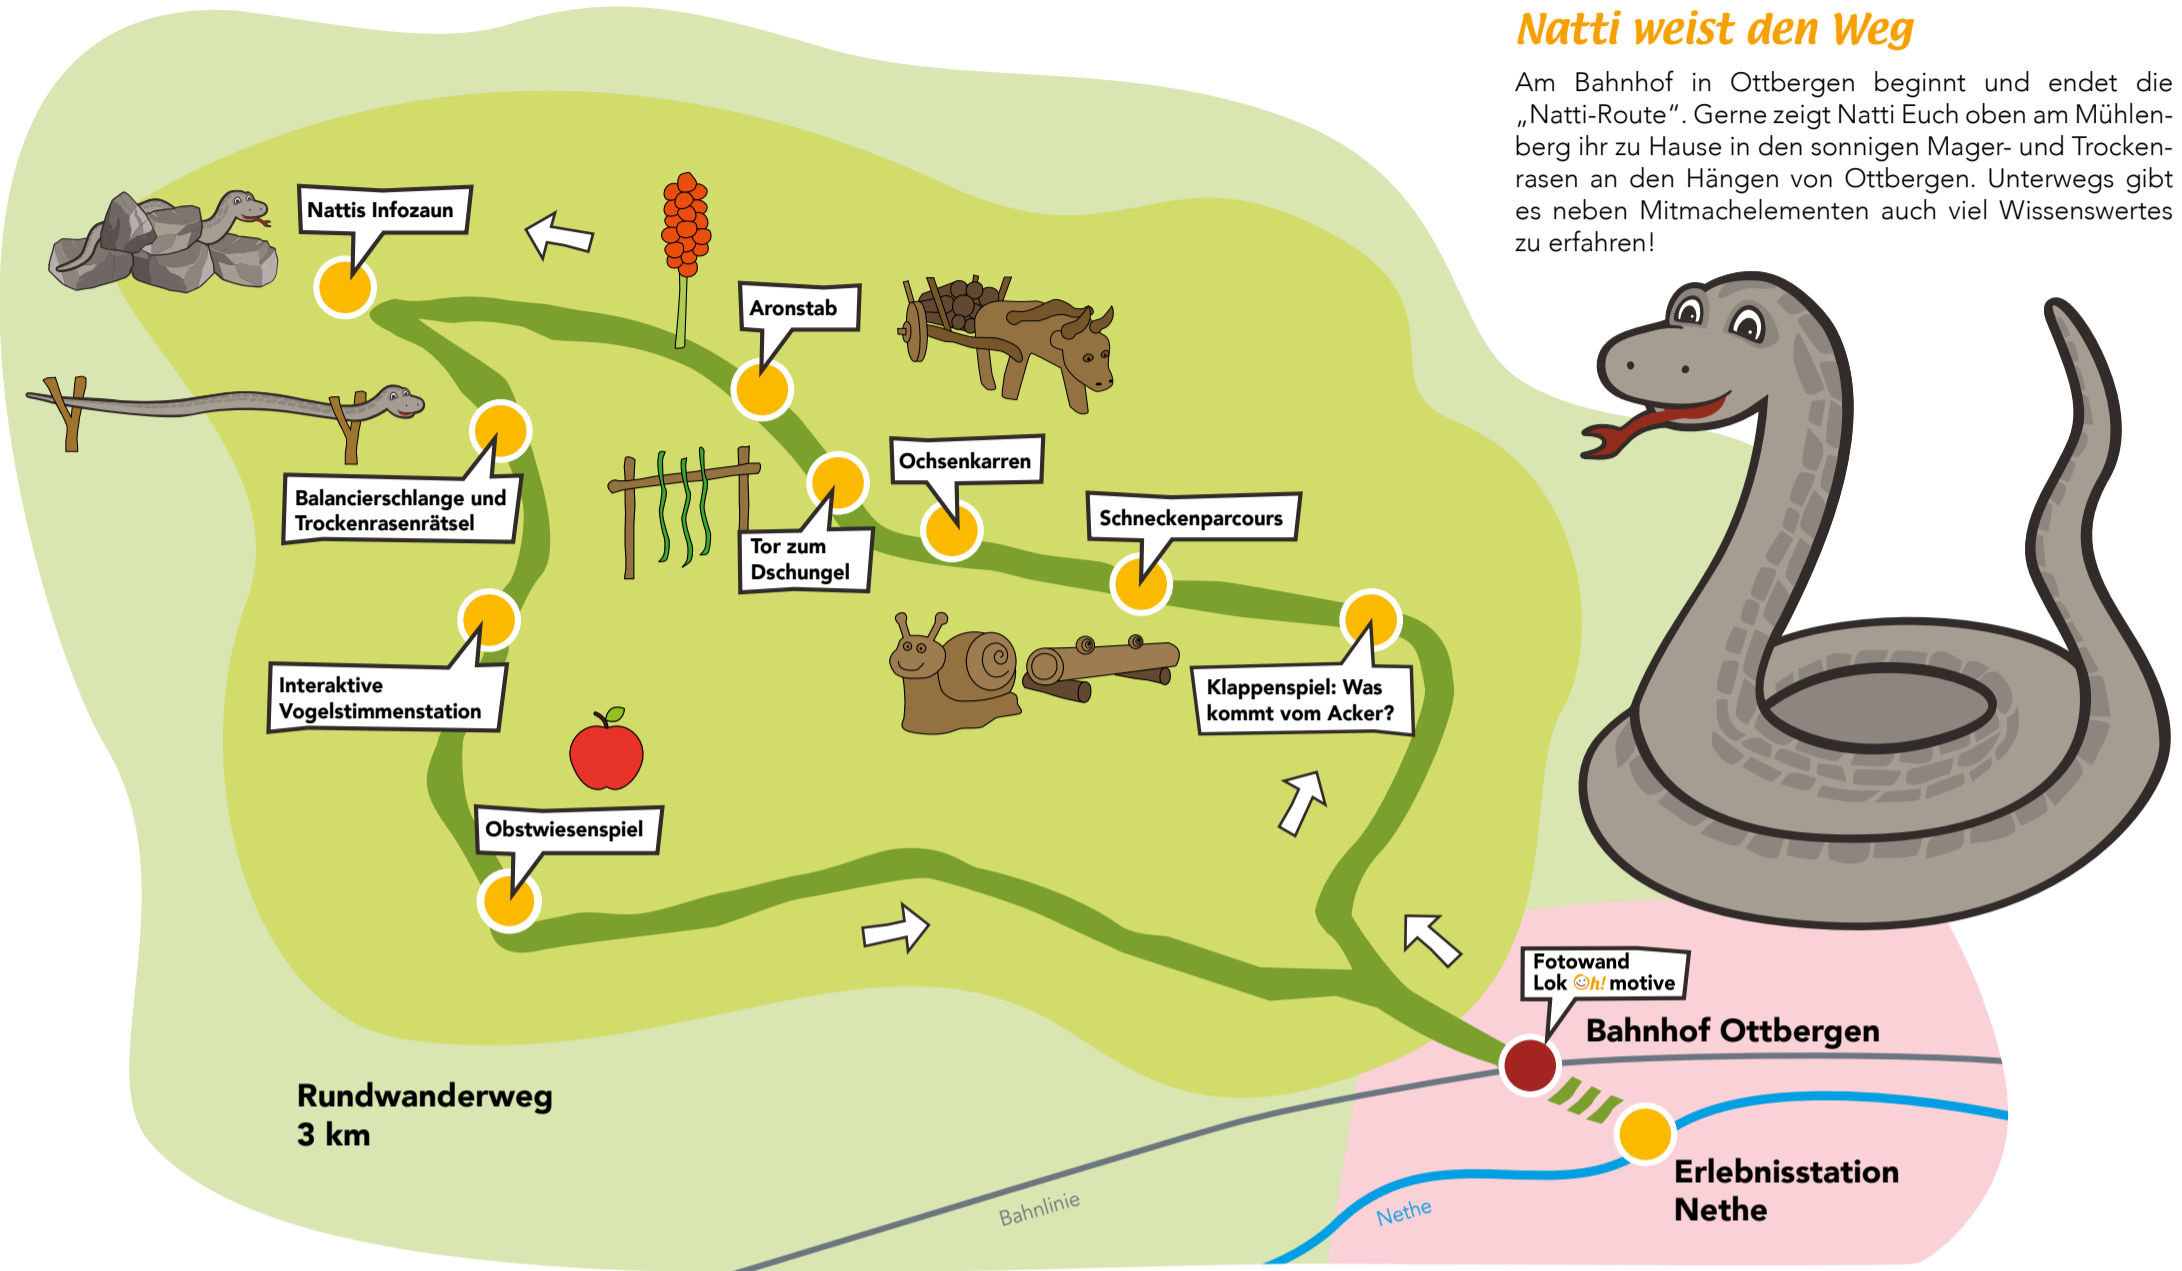 Natti weist den Weg
Am Bahnhof in Ottbergen beginnt und endet die
„Natti-Route“. Gerne zeigt Natti Euch oben am Mühlen-
berg ihr zu Hause in den sonnigen Mager- und Trocken-
rasen an den Hängen von Ottbergen. Unterwegs gibt
es neben Mitmachelementen auch viel Wissenswertes
zu erfahren!
Nattis Infozaun
Aronstab
Ochsenkarren
Balancierschlange und
Trockenrasenrätsel
Tor zum
Dschungel
Schneckenparcours
Interaktive
Vogelstimmenstation
Klappenspiel: Was
kommt vom Acker?
Obstwiesenspiel
Fotowand
Lok Oh! motive
Bahnhof Ottbergen
Rundwanderweg
3 km
Erlebnisstation
Nethe
Bahnlinie
Nethe